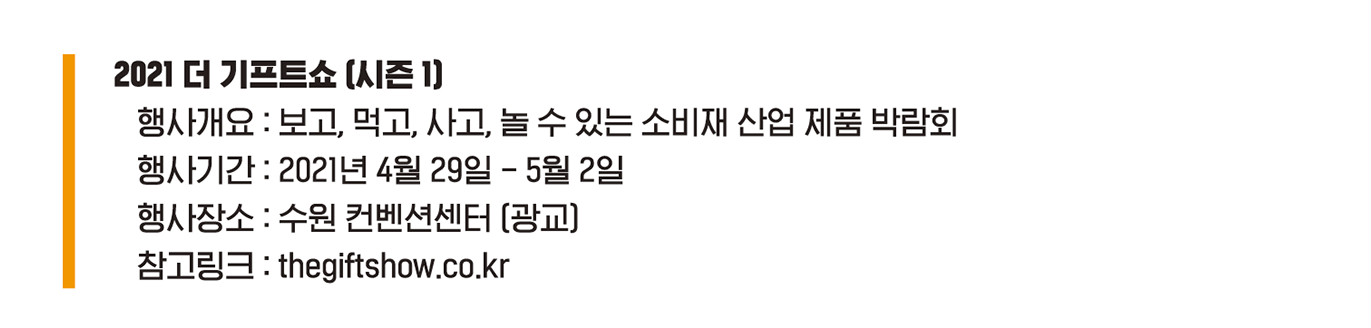 2021 더 기프트쇼 (시즌 1)
행사개요 : 보고, 먹고, 사고, 놀 수 있는 소비재 산업 제품 박람회
행사기간 : 2021년 4월 29일 - 5월 2일
행사장소 : 수원 컨벤션센터 (광교)
참고링크 : thegiftshow.co.kr